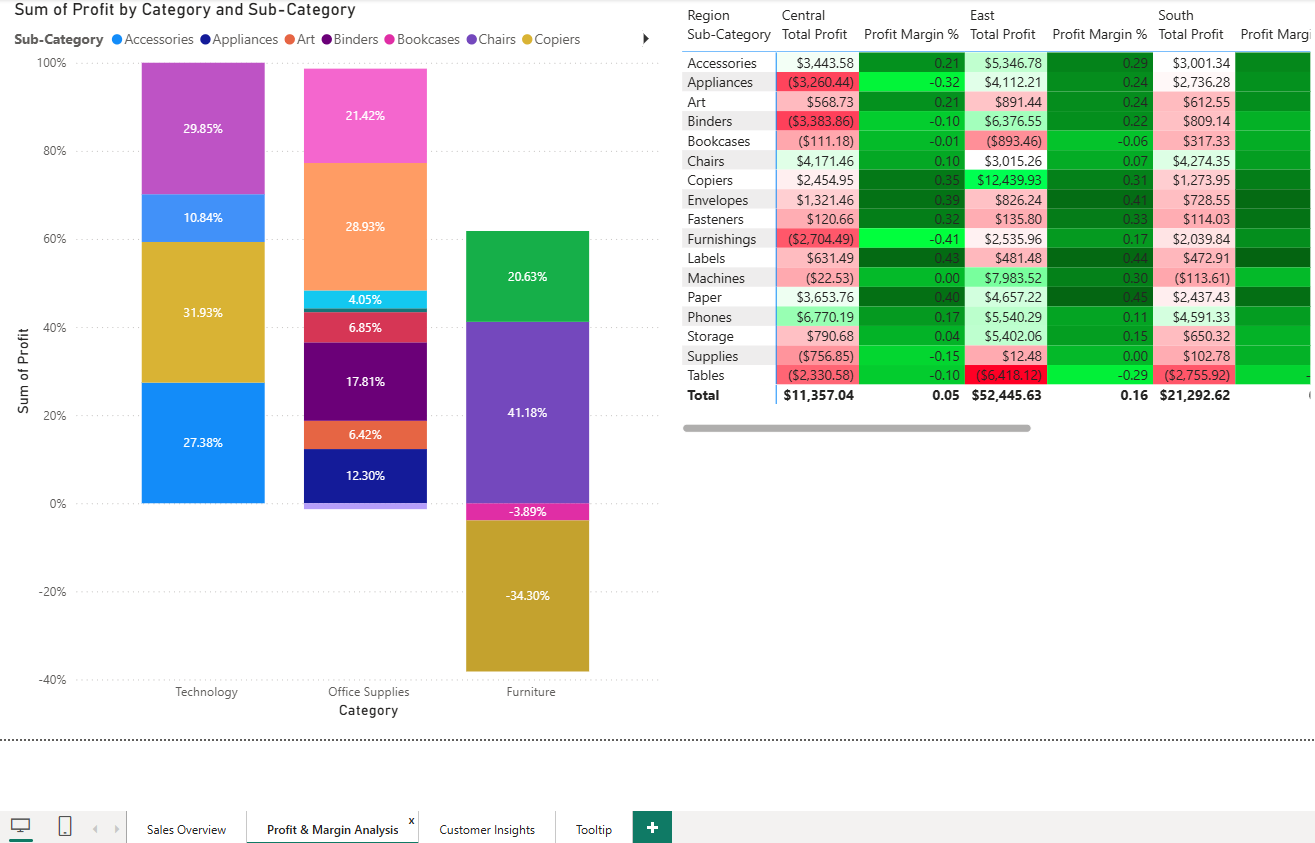 Sum of Profit by Category and Sub-Category
Sub-Category Accessories Appliances Art Binders Bookcases Chairs Copiers
100%
80%
60%
40%
20%
0%
-20%
-40%
Sum of Profit
29.85%
10.84%
31.93%
27.38%
21.42%
28.93%
4.05%
6.85%
17.81%
6.42%
12.30%
20.63%
41.18%
-3.89%
-34.30%
Technology Office Supplies Furniture
Category
Region Central East South
Sub-Category Total Profit Profit Margin % Total Profit Profit Margin % Total Profit Profit Margi
Accessories $3,443.58 0.21 $5,346.78 0.29 $3,001.34
Appliances ($3,260.44) -0.32 $4,112.21 0.24 $2,736.28
Art $568.73 0.21 $891.44 0.24 $612.55
Binders ($3,383.86) -0.10 $6,376.55 0.22 $809.14
Bookcases ($111.18) -0.01 ($893.46) -0.06 $317.33
Chairs $4,171.46 0.10 $3,015.26 0.07 $4,274.35
Copiers $2,454.95 0.35 $12,439.93 0.31 $1,273.95
Envelopes $1,321.46 0.39 $826.24 0.41 $728.55
Fasteners $120.66 0.32 $135.80 0.33 $114.03
Furnishings ($2,704.49) -0.41 $2,535.96 0.17 $2,039.84
Labels $631.49 0.43 $481.48 0.44 $472.91
Machines ($22.53) 0.00 $7,983.52 0.30 ($113.61)
Paper $3,653.76 0.40 $4,657.22 0.45 $2,437.43
Phones $6,770.19 0.17 $5,540.29 0.11 $4,591.33
Storage $790.68 0.04 $5,402.06 0.15 $650.32
Supplies ($756.85) -0.15 $12.48 0.00 $102.78
Tables ($2,330.58) -0.10 ($6,418.12) -0.29 ($2,755.92)
Total $11,357.04 0.05 $52,445.63 0.16 $21,292.62
Sales Overview Profit & Margin Analysis x Customer Insights Tooltip +